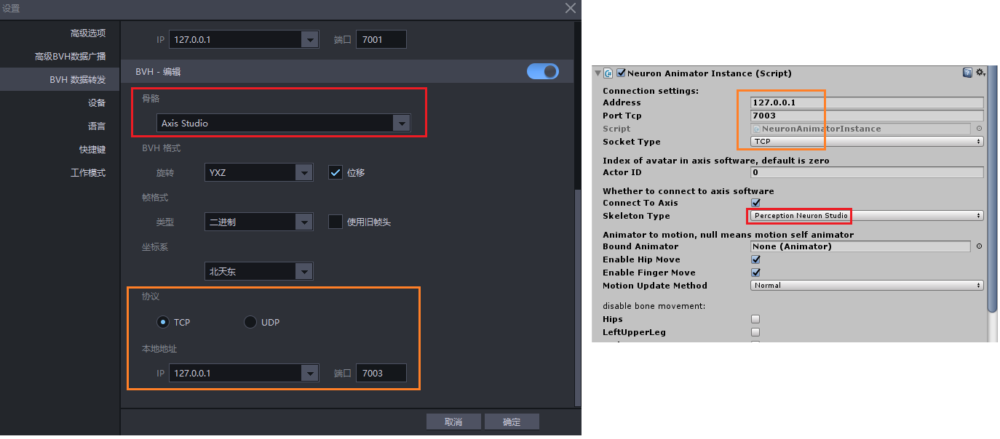 设置
高级选项
高级BVH数据广播
BVH 数据转发
设备
语言
快捷键
工作模式
IP 127.0.0.1 端口 7001
BVH - 编辑
骨骼
Axis Studio
BVH 格式
旋转 YXZ 位移
帧格式
类型 二进制 使用旧帧头
坐标系
北天东
协议
TCP UDP
本地地址
IP 127.0.0.1 端口 7003
取消 确定
Neuron Animator Instance (Script)
Connection settings:
Address 127.0.0.1
Port Tcp 7003
Script NeuronAnimatorInstance
Socket Type TCP
Index of avatar in axis software, default is zero
Actor ID 0
Whether to connect to axis software
Connect To Axis
Skeleton Type Perception Neuron Studio
Animator to motion, null means motion self animator
Bound Animator None (Animator)
Enable Hip Move
Enable Finger Move
Motion Update Method Normal
disable bone movement:
Hips
LeftUpperLeg